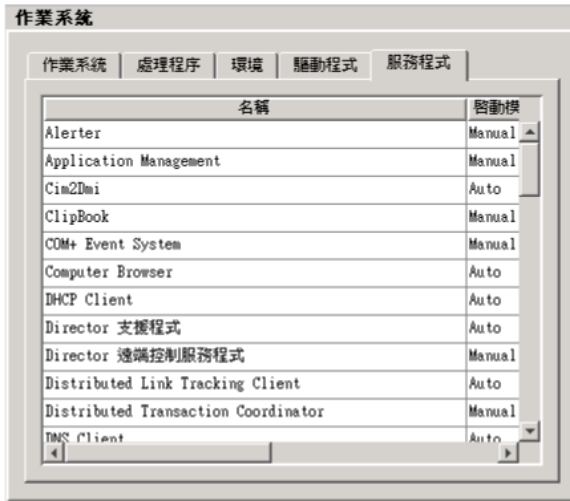 作業系統
作業系統 處理程序 環境 驅動程式 服務程式
名稱 啓動模
Alerter Manual
Application Management Manual
Cim2Dmi Auto
ClipBook Manual
COM+ Event System Manual
Computer Browser Auto
DHCP Client Auto
Director 支援程式 Auto
Director 遠端控制服務程式 Manual
Distributed Link Tracking Client Auto
Distributed Transaction Coordinator Manual
DNS Client Auto